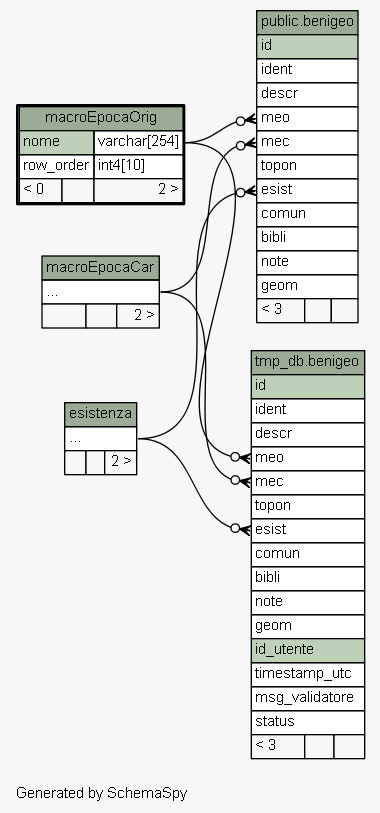 public.benigeo
id
ident
descr
meo
mec
topon
esist
comun
bibli
note
geom
< 3
macroEpocaOrig
nome varchar[254]
row_order int4[10]
< 0 2 >
macroEpocaCar
...
2 >
esistenza
...
2 >
tmp_db.benigeo
id
ident
descr
meo
mec
topon
esist
comun
bibli
note
geom
id_utente
timestamp_utc
msg_validatore
status
< 3
Generated by SchemaSpy